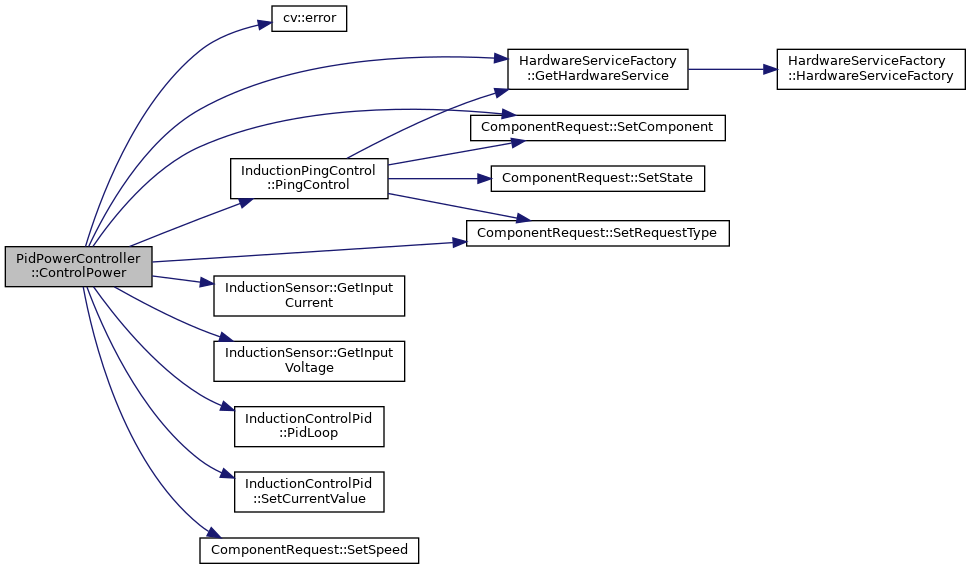 cv::error
HardwareServiceFactory
::GetHardwareService
HardwareServiceFactory
::HardwareServiceFactory
ComponentRequest::SetComponent
InductionPingControl
::PingControl
ComponentRequest::SetState
ComponentRequest::SetRequestType
PidPowerController
::ControlPower
InductionSensor::GetInput
Current
InductionSensor::GetInput
Voltage
InductionControlPid
::PidLoop
InductionControlPid
::SetCurrentValue
ComponentRequest::SetSpeed